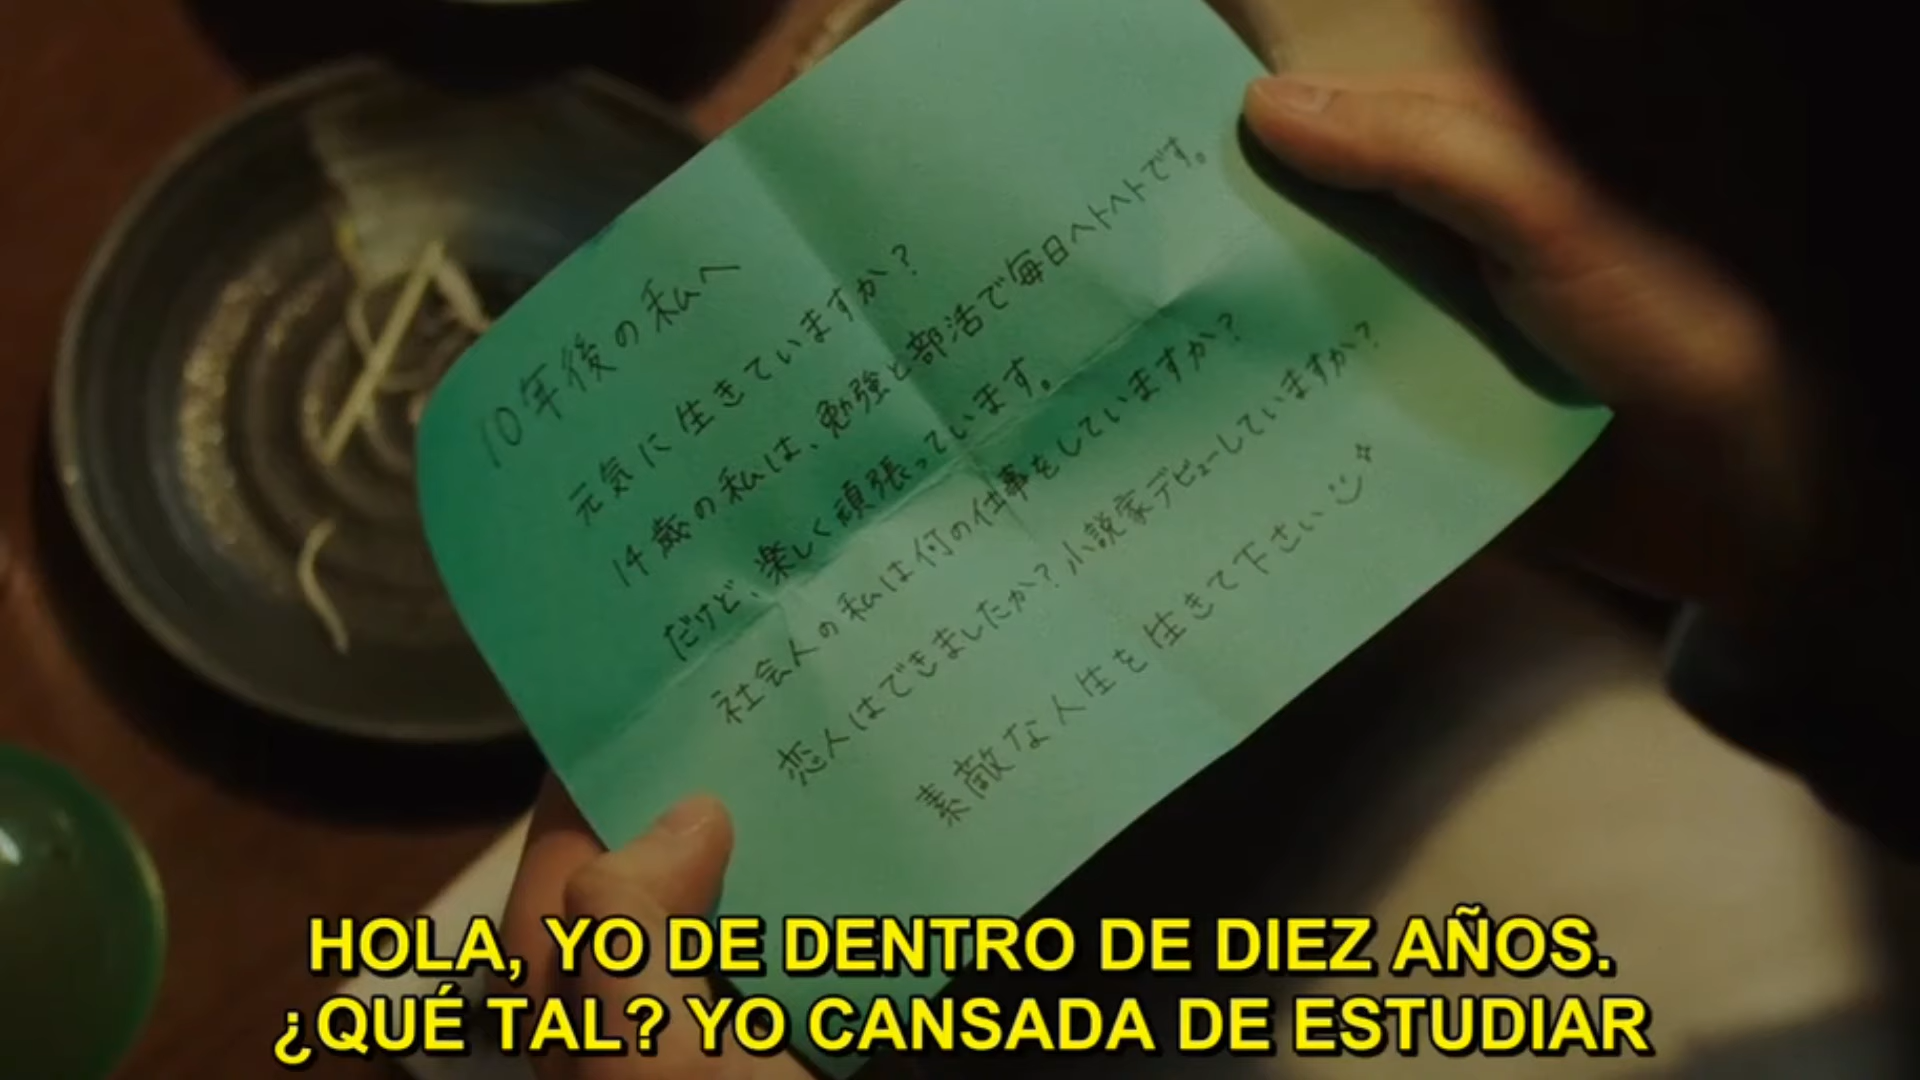 10年後の私へ
元気に生きていますか?
14歳の私は、勉強と部活で毎日ヘトヘトです。
だけど、楽しく頑張っています。
社会人の私は何の仕事をしていますか?
恋人はできましたか?小説家デビューしていますか?
素敵な人生を生きて下さい
HOLA, YO DE DENTRO DE DIEZ AÑOS.
¿QUÉ TAL? YO CANSADA DE ESTUDIAR